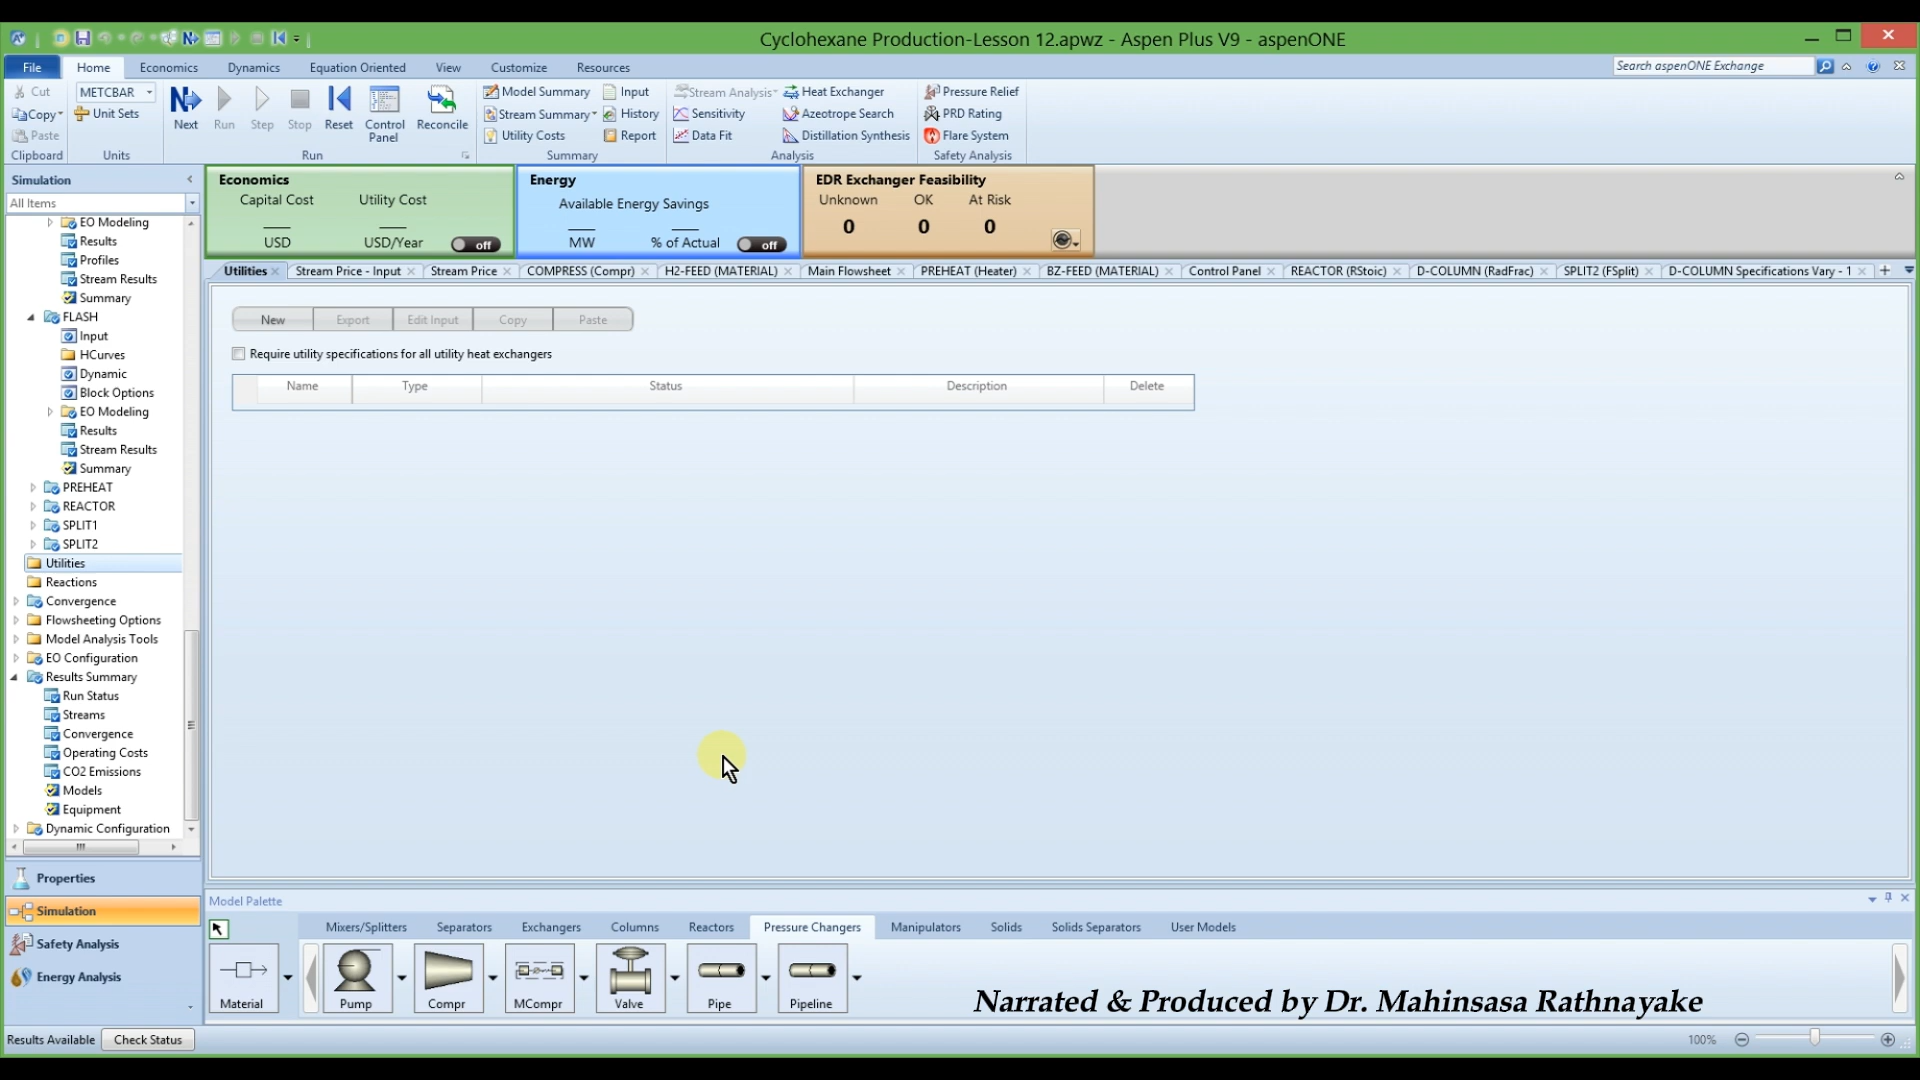 Cyclohexane Production-Lesson 12.apwz - Aspen Plus V9 - aspenONE
File Home Economics Dynamics Equation Oriented View Customize Resources Search aspenONE Exchange
Cut METCBAR Model Summary Input Stream Analysis Heat Exchanger Pressure Relief
Copy Unit Sets Stream Summary History Sensitivity Azeotrope Search PRD Rating
Next Run Step Stop Reset Control Panel Reconcile
Paste Utility Costs Report Data Fit Distillation Synthesis Flare System
Clipboard Units Run Summary Analysis Safety Analysis
Simulation
All Items
EO Modeling
Results
Profiles
Stream Results
Summary
FLASH
Input
HCurves
Dynamic
Block Options
EO Modeling
Results
Stream Results
Summary
PREHEAT
REACTOR
SPLIT1
SPLIT2
Utilities
Reactions
Convergence
Flowsheeting Options
Model Analysis Tools
EO Configuration
Results Summary
Run Status
Streams
Convergence
Operating Costs
CO2 Emissions
Models
Equipment
Dynamic Configuration
Properties
Simulation
Safety Analysis
Energy Analysis
Economics
Capital Cost Utility Cost
USD USD/Year off
Energy
Available Energy Savings
MW % of Actual off
EDR Exchanger Feasibility
Unknown OK At Risk
0 0 0
Utilities Stream Price - Input Stream Price COMPRESS (Compr) H2-FEED (MATERIAL) Main Flowsheet PREHEAT (Heater) BZ-FEED (MATERIAL) Control Panel REACTOR (RStoic) D-COLUMN (RadFrac) SPLIT2 (FSplit) D-COLUMN Specifications Vary - 1
New Export Edit Input Copy Paste
Require utility specifications for all utility heat exchangers
Name Type Status Description Delete
Model Palette
Mixers/Splitters Separators Exchangers Columns Reactors Pressure Changers Manipulators Solids Solids Separators User Models
Material Pump Compr MCompr Valve Pipe Pipeline
Narrated & Produced by Dr. Mahinsasa Rathnayake
Results Available Check Status 100%